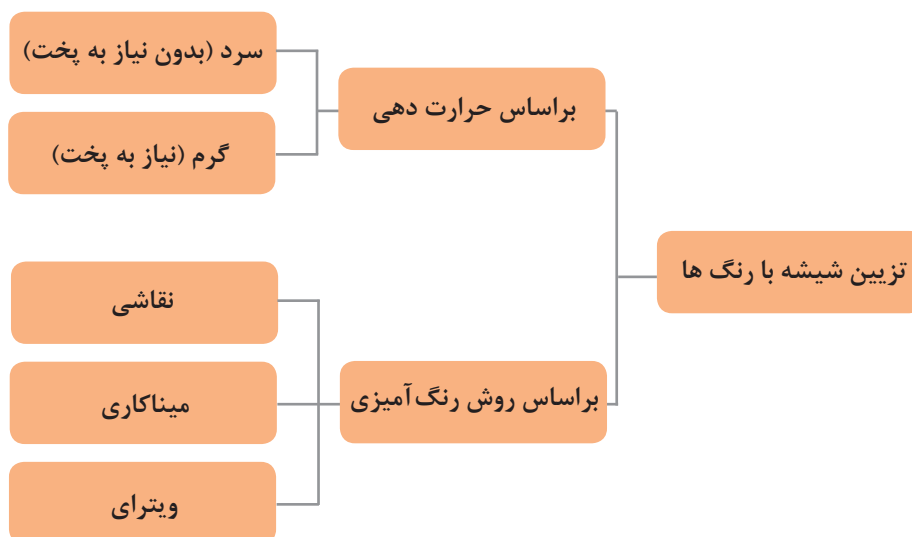 تزیین شیشه با رنگ ها
براساس حرارت دهی
سرد (بدون نیاز به پخت)
گرم (نیاز به پخت)
براساس روش رنگ آمیزی
نقاشی
میناکاری
ویترای